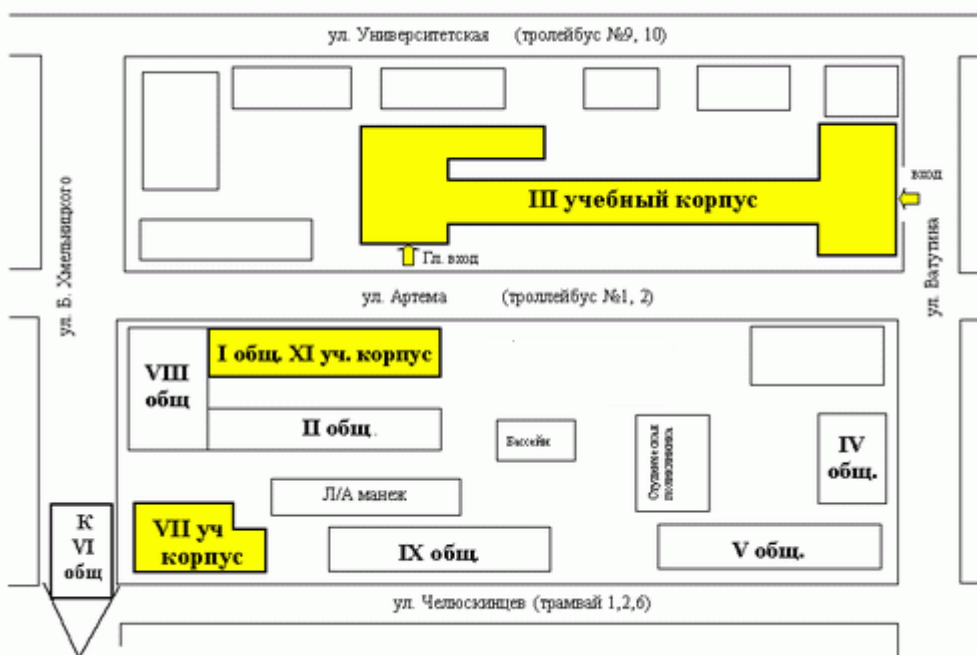 ул. Университетская (тролейбус №9, 10)
вход
III учебный корпус
ул. Б. Хмельницкого
Гл. вход
ул. Ватутина
ул. Артема (троллейбус №1, 2)
I общ. XI уч. корпус
VIII
общ
II общ.
Бассейн
Студенческая
поликлиника
IV
общ.
Л/А манеж
К
VI
общ
VII уч
корпус
IX общ.
V общ.
ул. Челюскинцев (трамвай 1,2,6)